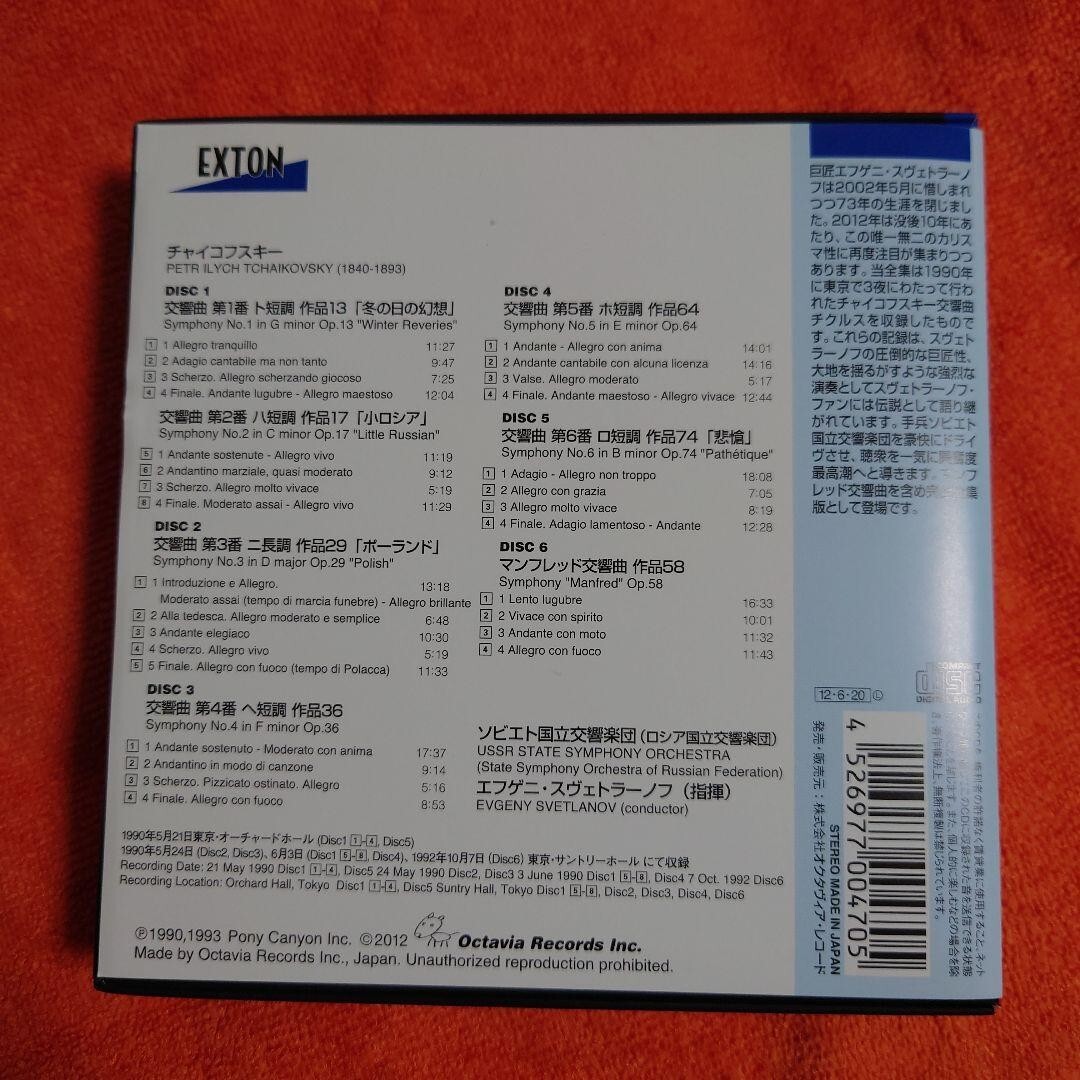 EXTON
チャイコフスキー
PETR ILYCH TCHAIKOVSKY (1840-1893)
DISC 1
交響曲 第1番 ト短調 作品13「冬の日の幻想」
Symphony No.1 in G minor Op.13 "Winter Reveries"
1 1 Allegro tranquillo 11:27
2 2 Adagio cantabile ma non tanto 9:47
3 3 Scherzo. Allegro scherzando giocoso 7:25
4 4 Finale. Andante lugubre - Allegro maestoso 12:04
交響曲 第2番 ハ短調 作品17「小ロシア」
Symphony No.2 in C minor Op.17 "Little Russian"
5 1 Andante sostenute - Allegro vivo 11:19
6 2 Andantino marziale, quasi moderato 9:12
7 3 Scherzo. Allegro molto vivace 5:19
8 4 Finale. Moderato assai - Allegro vivo 11:29
DISC 2
交響曲 第3番 ニ長調 作品29「ポーランド」
Symphony No.3 in D major Op.29 "Polish"
1 1 introduzione e Allegro.
Moderato assai (tempo di marcia funebre) - Allegro brillante 13:18
2 2 Alla tedesca. Allegro moderato e semplice 6:48
3 3 Andante elegiaco 10:30
4 4 Scherzo. Allegro vivo 5:19
5 5 Finale. Allegro con fuoco (tempo di Polacca) 11:33
DISC 3
交響曲 第4番 ヘ短調 作品36
Symphony No.4 in F minor Op.36
1 1 Andante sostenuto - Moderato con anima 17:37
2 2 Andantino in modo di canzone 9:14
3 3 Scherzo. Pizzicato ostinato. Allegro 5:16
4 4 Finale. Allegro con fuoco 8:53
DISC 4
交響曲 第5番 ホ短調 作品64
Symphony No.5 in E minor Op.64
1 1 Andante - Allegro con anima 14:01
2 2 Andante cantabile con alcuna licenza 14:16
3 3 Valse. Allegro moderato 5:17
4 4 Finale. Andante maestoso - Allegro vivace 12:44
DISC 5
交響曲 第6番 ロ短調 作品74「悲愴」
Symphony No.6 in B minor Op.74 "Pathétique"
1 1 Adagio - Allegro non troppo 18:08
2 2 Allegro con grazia 7:05
3 3 Allegro molto vivace 8:19
4 4 Finale. Adagio lamentoso - Andante 12:28
DISC 6
マンフレッド交響曲 作品58
Symphony "Manfred" Op.58
1 1 Lento lugubre 16:33
2 2 Vivace con spirito 10:01
3 3 Andante con moto 11:32
4 4 Allegro con fuoco 11:43
ソビエト国立交響楽団(ロシア国立交響楽団)
USSR STATE SYMPHONY ORCHESTRA
(State Symphony Orchestra of Russian Federation)
エフゲニ・スヴェトラーノフ(指揮)
EVGENY SVETLANOV (conductor)
1990年5月21日東京・オーチャードホール (Disc1 1-4, Disc5)
1990年5月24日 (Disc2, Disc3)、6月3日 (Disc1 5-8, Disc4)、1992年10月7日 (Disc6) 東京・サントリーホール にて収録
Recording Date: 21 May 1990 Disc1 1-4, Disc5 24 May 1990 Disc2, Disc3 3 June 1990 Disc1 5-8, Disc4 7 Oct. 1992 Disc6
Recording Location: Orchard Hall, Tokyo Disc1 1-4, Disc5 Suntry Hall, Tokyo Disc1 5-8, Disc2, Disc3, Disc4, Disc6
℗1990,1993 Pony Canyon Inc. ©2012 Octavia Records Inc.
Made by Octavia Records Inc., Japan. Unauthorized reproduction prohibited.
巨匠エフゲニ・スヴェトラーノ
フは2002年5月に惜しまれ
つつ73年の生涯を閉じまし
た。2012年は没後10年にあ
たり、この唯一無二のカリス
マ性に再度注目が集まりつつ
あります。当全集は1990年
に東京で3夜にわたって行わ
れたチャイコフスキー交響曲
チクルスを収録したもので
す。これらの記録は、スヴェト
ラーノフの圧倒的な巨匠性、
大地を揺るがすような強烈な
演奏としてスヴェトラーノフ・
ファンには伝説として語り継
がれています。手兵ソビエト
国立交響楽団を豪快にドライ
ヴさせ、聴衆を一気に興奮度
最高潮へと導きます。マンフ
レッド交響曲を含め完全全集
版として登場です。
12・6・20 Ⓛ
COMPACT
DISC
DIGITAL AUDIO
4 526977 004705
STEREO MADE IN JAPAN
発売・販売元:株式会社オクタヴィア・レコード